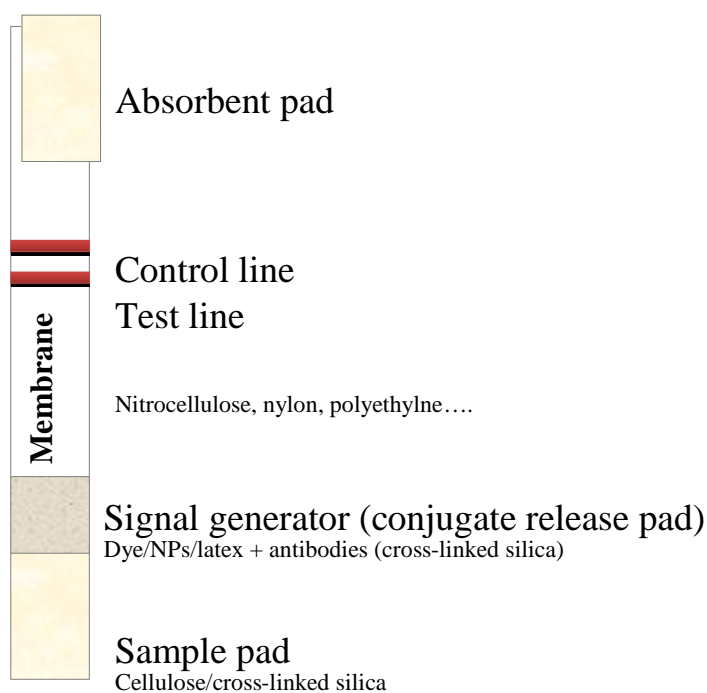 Absorbent pad
Control line
Test line
Membrane
Nitrocellulose, nylon, polyethylne….
Signal generator (conjugate release pad)
Dye/NPs/latex + antibodies (cross-linked silica)
Sample pad
Cellulose/cross-linked silica